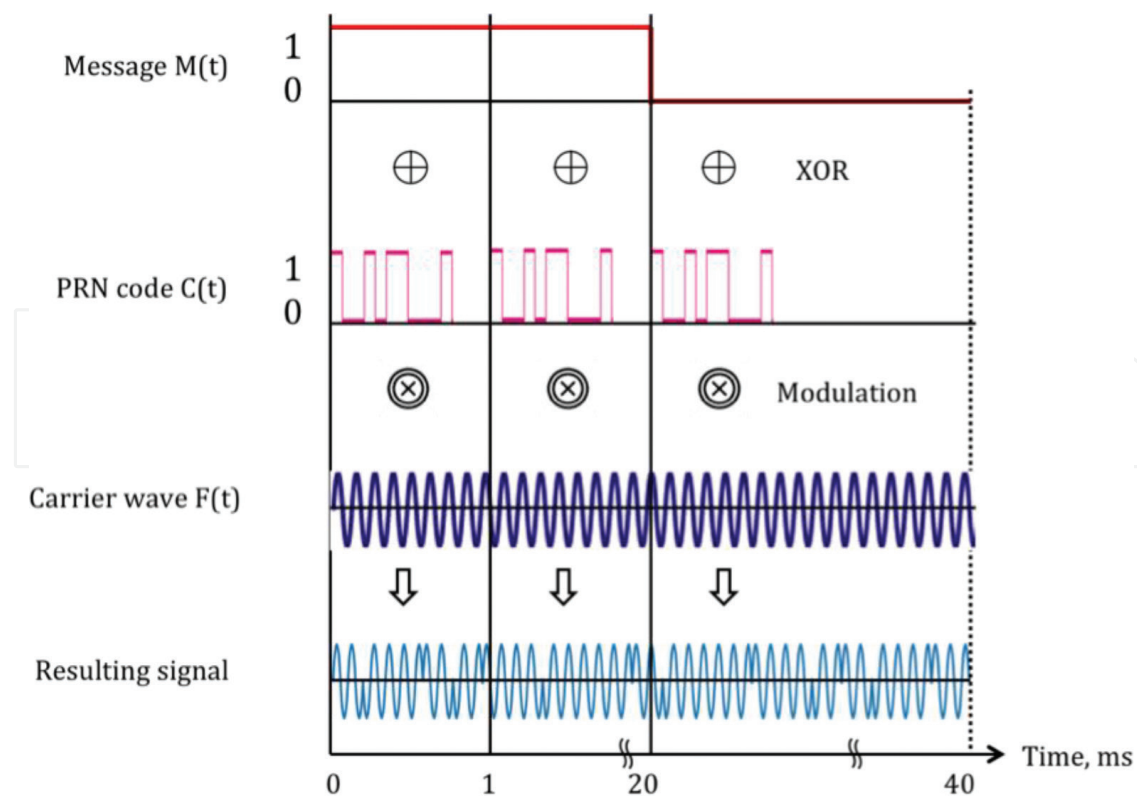 Message M(t)
1
0
XOR
PRN code C(t)
1
0
Modulation
Carrier wave F(t)
Resulting signal
Time, ms
0
1
20
40